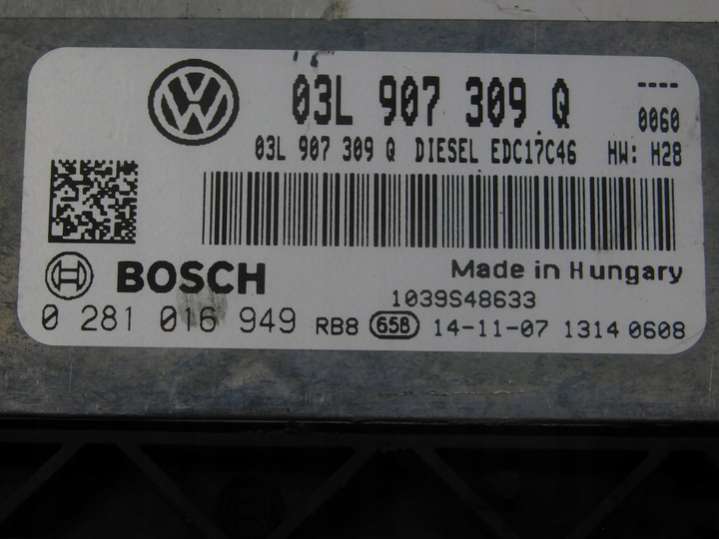 03L 907 309 Q ----
0060
03L 907 309 Q DIESEL EDC17C46 HW: H28
BOSCH Made in Hungary
1039S48633
0 281 016 949 RB8 658 14-11-07 1314 0608